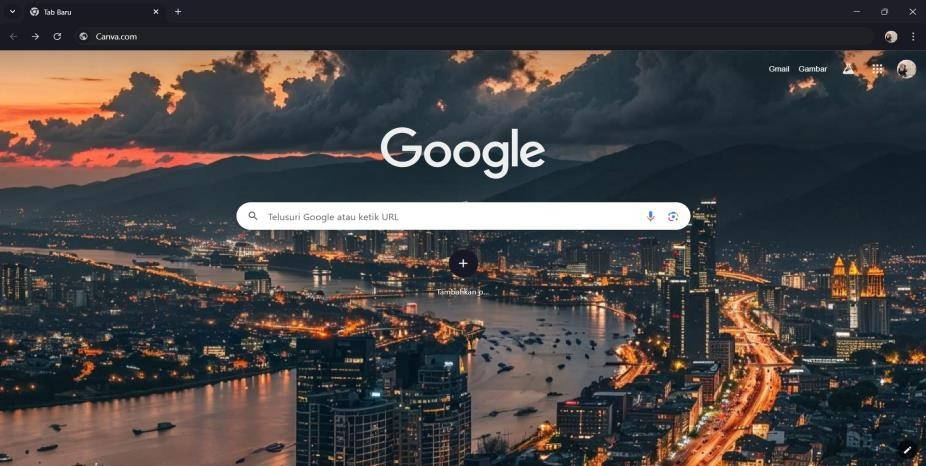 Tab Baru
Canva.com
Gmail Gambar
Google
Telusuri Google atau ketik URL
Tambahkan p...